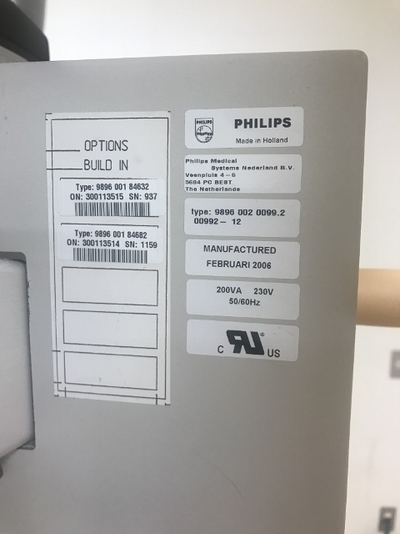 OPTIONS
BUILD IN
Type: 9896 001 84632
ON: 300113515 SN: 937
Type: 9896 001 84682
ON: 300113514 SN: 1159
PHILIPS
PHILIPS
Made in Holland
Philips Medical
Systems Nederland B.V.
Veenpluis 4-6
5684 PC BEST
The Netherlands
type: 9896 002 0099.2
00992- 12
MANUFACTURED
FEBRUARI 2006
200VA 230V
50/60Hz
C RU ® US